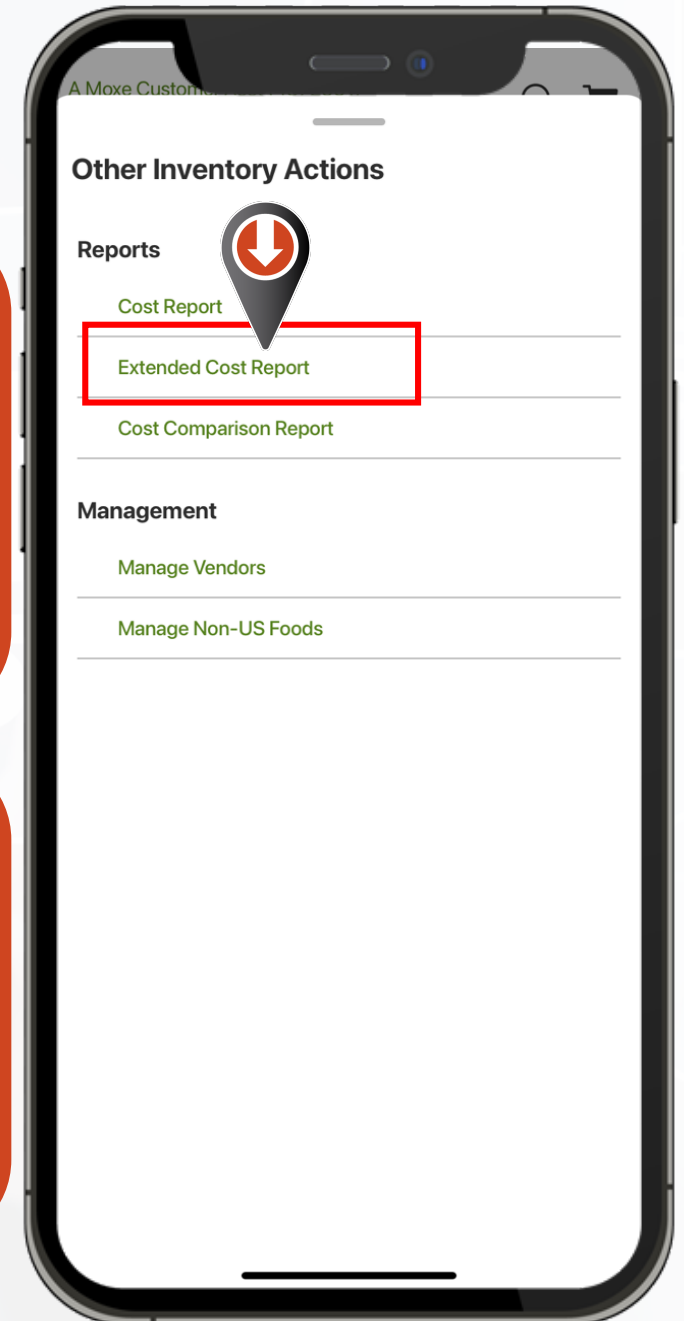 A Moxe Custom
Other Inventory Actions
Reports
Cost Report
Extended Cost Report
Cost Comparison Report
Management
Manage Vendors
Manage Non-US Foods